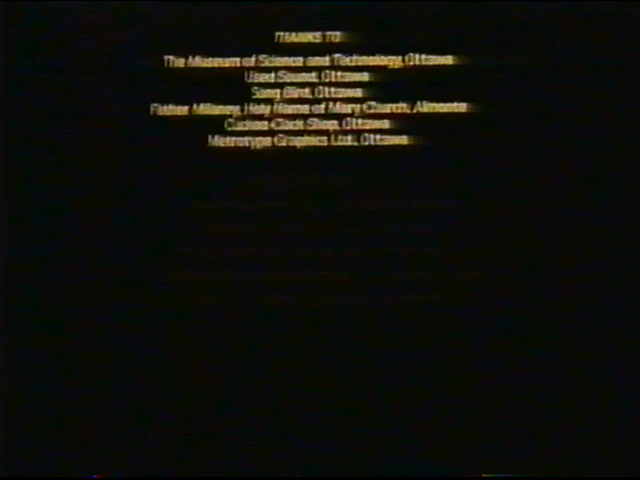 THANKS TO
The Museum of Science and Technology, Ottawa
Used Sound, Ottawa
Song Bird, Ottawa
Father Holy Name of Mary Church, Almonte
Clock Shop, Ottawa
Metrotype Graphics Ltd., Ottawa